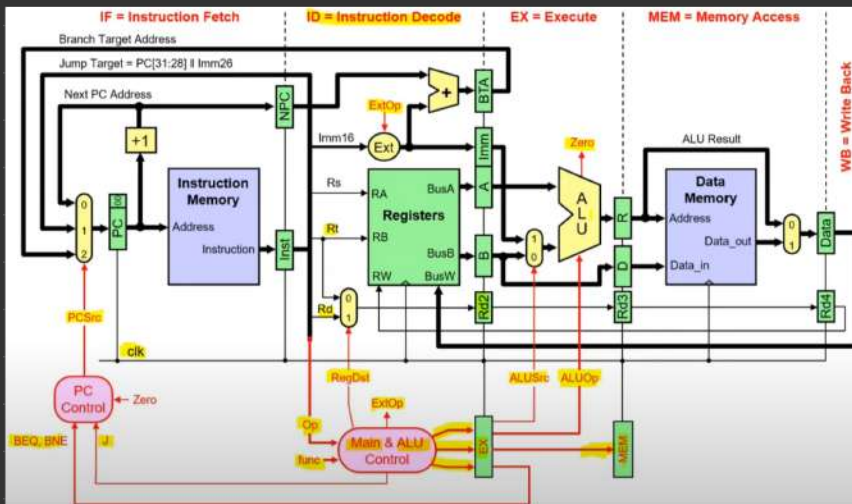 IF = Instruction Fetch
ID = Instruction Decode
EX = Execute
MEM = Memory Access
WB = Write Back
Branch Target Address
Jump Target = PC[31:28] ‖ Imm26
Next PC Address
NPC
+
BTA
+1
ExtOp
Imm16
Ext
Imm
Zero
ALU Result
Instruction Memory
Rs
RA
BusA
A
ALU
Data Memory
0
1
2
PC
00
Address
Registers
Rt
RB
1
0
R
Address
0
1
Data
Instruction
Inst
BusB
B
Data_out
RW
BusW
D
Data_in
Rd
0
1
Rd2
Rd3
Rd4
PCSrc
clk
RegDst
ALUSrc
ALUOp
PC Control
Zero
ExtOp
Op
BEQ, BNE
J
func
Main & ALU Control
EX
MEM